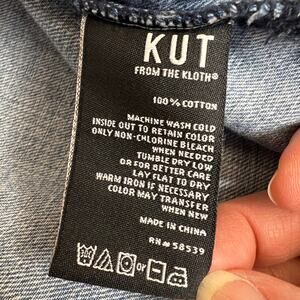 KUT
FROM THE KLOTH®
100% COTTON
MACHINE WASH COLD
INSIDE OUT TO RETAIN COLOR
ONLY NON-CHLORINE BLEACH
WHEN NEEDED
TUMBLE DRY LOW
OR FOR BETTER CARE
LAY FLAT TO DRY
WARM IRON IF NECESSARY
COLOR MAY TRANSFER
WHEN NEW
MADE IN CHINA
RN# 58539
or